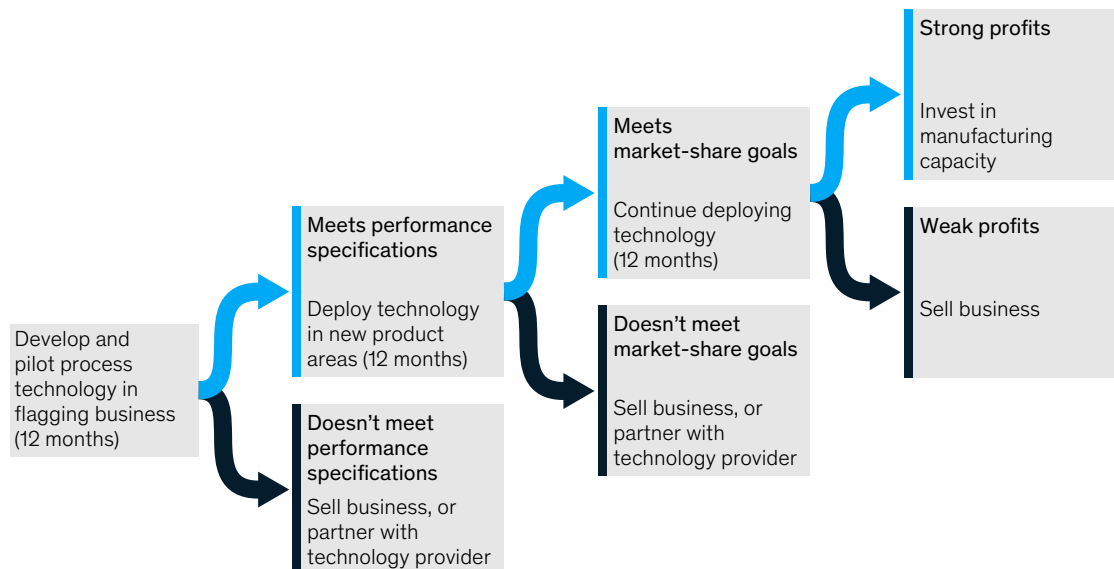 Develop and
pilot process
technology in
flagging business
(12 months)
Meets performance
specifications
Deploy technology
in new product
areas (12 months)
Doesn’t meet
performance
specifications
Sell business, or
partner with
technology provider
Meets
market-share goals
Continue deploying
technology
(12 months)
Doesn’t meet
market-share goals
Sell business, or
partner with
technology provider
Strong profits
Invest in
manufacturing
capacity
Weak profits
Sell business